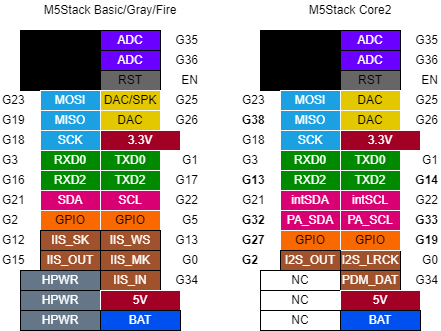 M5Stack Basic/Gray/Fire M5Stack Core2
ADC G35 ADC G35
ADC G36 ADC G36
RST EN RST EN
G23 MOSI DAC/SPK G25 G23 MOSI DAC G25
G19 MISO DAC G26 G38 MISO DAC G26
G18 SCK 3.3V G18 SCK 3.3V
G3 RXD0 TXD0 G1 G3 RXD0 TXD0 G1
G16 RXD2 TXD2 G17 G13 RXD2 TXD2 G14
G21 SDA SCL G22 G21 intSDA intSCL G22
G2 GPIO GPIO G5 G32 PA_SDA PA_SCL G33
G12 IIS_SK IIS_WS G13 G27 GPIO GPIO G19
G15 IIS_OUT IIS_MK G0 G2 I2S_OUT I2S_LRCK G0
HPWR IIS_IN G34 NC PDM_DAT G34
HPWR 5V NC 5V
HPWR BAT NC BAT